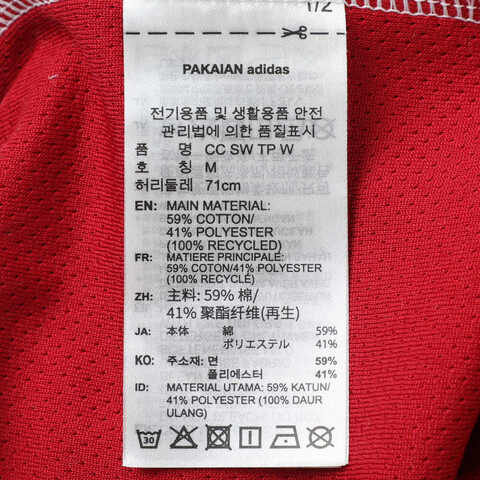 1/2
PAKAIAN adidas
전기용품 및 생활용품 안전
관리법에 의한 품질표시
품 명 CC SW TP W
호 칭 M
허리둘레 71cm
EN: MAIN MATERIAL:
59% COTTON/
41% POLYESTER
(100% RECYCLED)
FR: MATIERE PRINCIPALE:
59% COTON/41% POLYESTER
(100% RECYCLÉ)
ZH: 主料: 59% 棉/
41% 聚酯纤维(再生)
JA: 本体 綿 59%
ポリエステル 41%
KO: 주소재: 면 59%
폴리에스터 41%
ID: MATERIAL UTAMA: 59% KATUN/
41% POLYESTER (100% DAUR
ULANG)
30